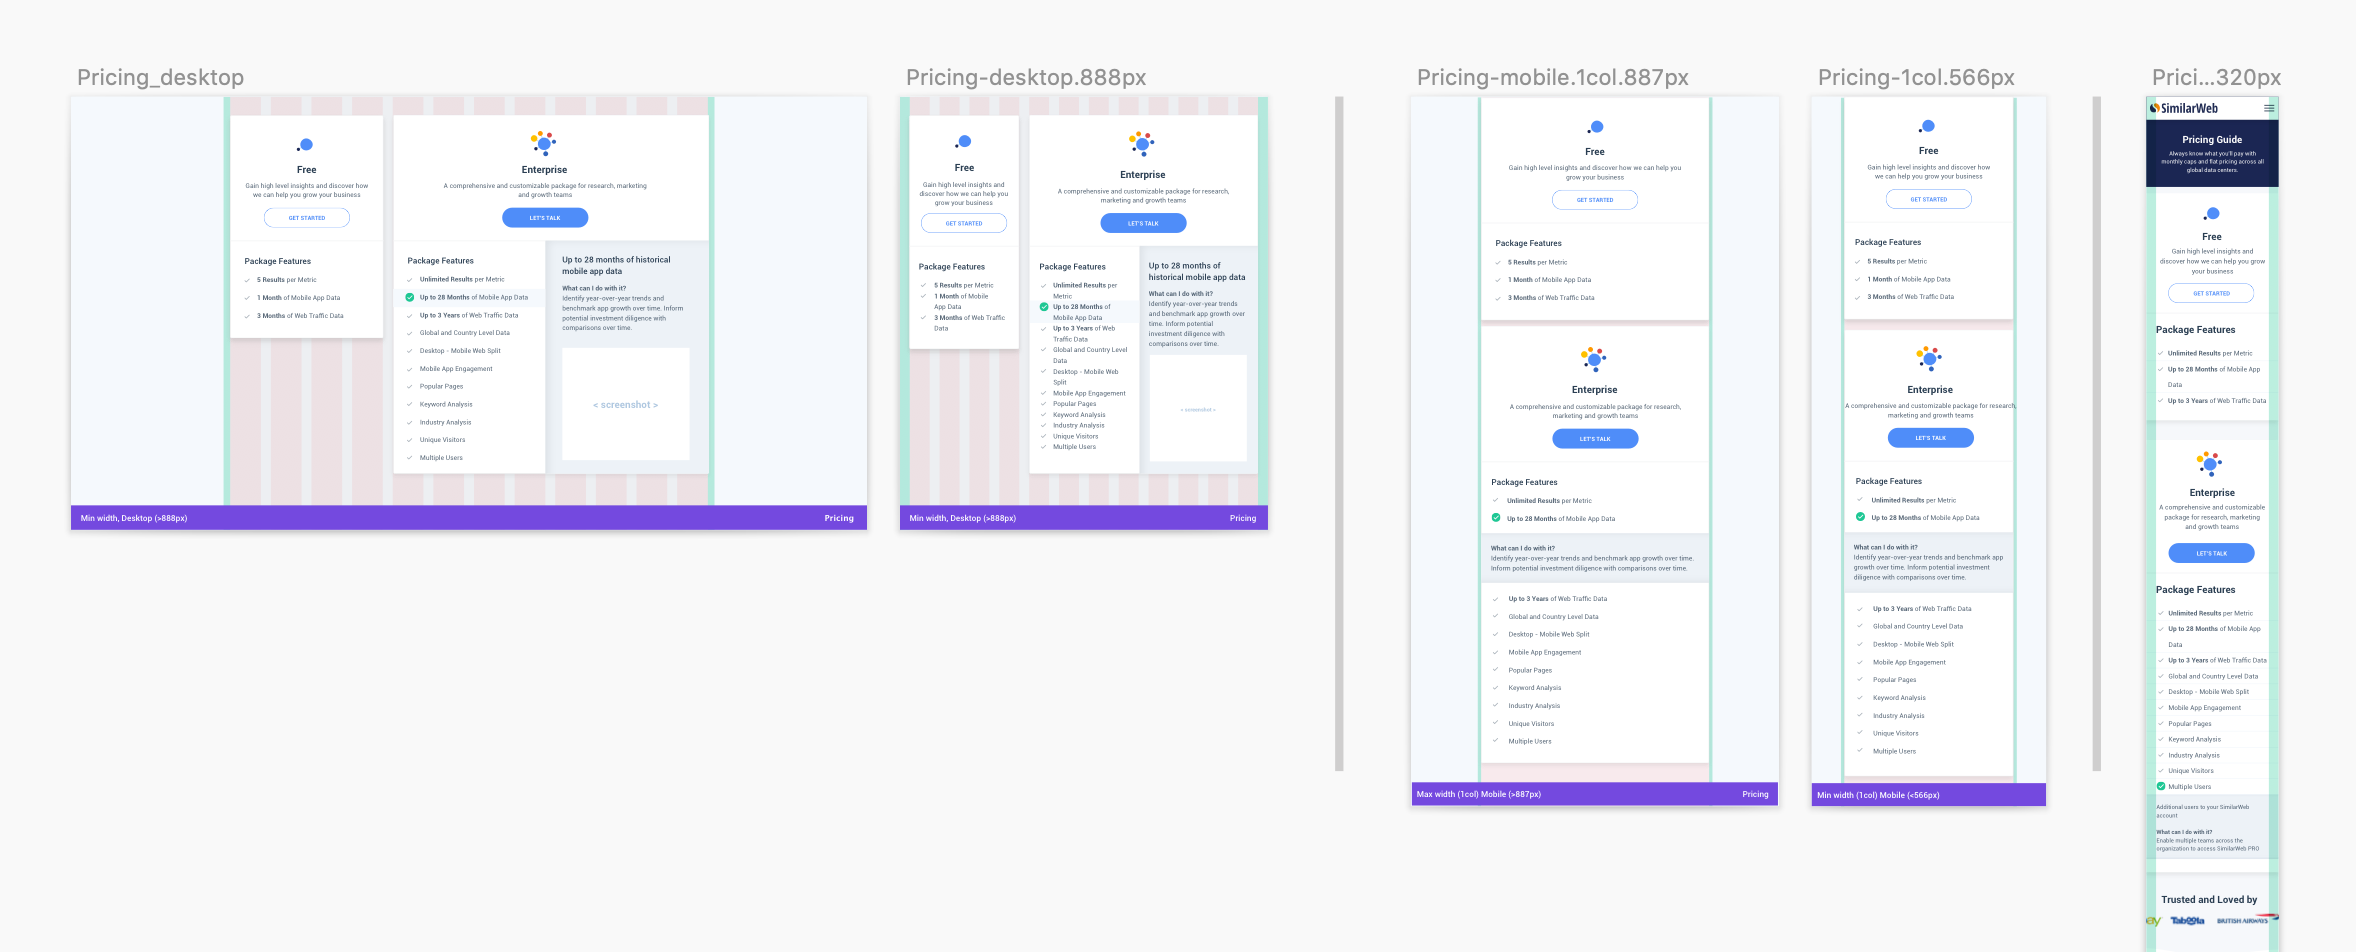 Pricing_desktop
Free
Gain high level insights and discover how
we can help you grow your business
GET STARTED
Package Features
5 Results per Metric
1 Month of Mobile App Data
3 Months of Web Traffic Data
Enterprise
A comprehensive and customizable package for research, marketing
and growth teams
LET'S TALK
Package Features
Unlimited Results per Metric
Up to 28 Months of Mobile App Data
Up to 3 Years of Web Traffic Data
Global and Country Level Data
Desktop - Mobile Web Split
Mobile App Engagement
Popular Pages
Keyword Analysis
Industry Analysis
Unique Visitors
Multiple Users
Up to 28 months of historical
mobile app data
What can I do with it?
Identify year-over-year trends and
benchmark app growth over time. Inform
potential investment diligence with
comparisons over time.
< screenshot >
Min width, Desktop (>888px)
Pricing
Pricing-desktop.888px
Free
Gain high level insights and
discover how we can help you
grow your business
GET STARTED
Package Features
5 Results per Metric
1 Month of Mobile
App Data
3 Months of Web Traffic
Data
Enterprise
A comprehensive and customizable package for research,
marketing and growth teams
LET'S TALK
Package Features
Unlimited Results per
Metric
Up to 28 Months of
Mobile App Data
Up to 3 Years of Web
Traffic Data
Global and Country Level
Data
Desktop - Mobile Web
Split
Mobile App Engagement
Popular Pages
Keyword Analysis
Industry Analysis
Unique Visitors
Multiple Users
Up to 28 months of
historical mobile app data
What can I do with it?
Identify year-over-year trends
and benchmark app growth over
time. Inform potential
investment diligence with
comparisons over time.
< screenshot >
Min width, Desktop (>888px)
Pricing
Pricing-mobile.1col.887px
Free
Gain high level insights and discover how we can help you
grow your business
GET STARTED
Package Features
5 Results per Metric
1 Month of Mobile App Data
3 Months of Web Traffic Data
Enterprise
A comprehensive and customizable package for research,
marketing and growth teams
LET'S TALK
Package Features
Unlimited Results per Metric
Up to 28 Months of Mobile App Data
What can I do with it?
Identify year-over-year trends and benchmark app growth over time.
Inform potential investment diligence with comparisons over time.
Up to 3 Years of Web Traffic Data
Global and Country Level Data
Desktop - Mobile Web Split
Mobile App Engagement
Popular Pages
Keyword Analysis
Industry Analysis
Unique Visitors
Multiple Users
Max width (1col) Mobile (>887px)
Pricing
Pricing-1col.566px
Free
Gain high level insights and discover how
we can help you grow your business
GET STARTED
Package Features
5 Results per Metric
1 Month of Mobile App Data
3 Months of Web Traffic Data
Enterprise
A comprehensive and customizable package for research,
marketing and growth teams
LET'S TALK
Package Features
Unlimited Results per Metric
Up to 28 Months of Mobile App Data
What can I do with it?
Identify year-over-year trends and benchmark app
growth over time. Inform potential investment
diligence with comparisons over time.
Up to 3 Years of Web Traffic Data
Global and Country Level Data
Desktop - Mobile Web Split
Mobile App Engagement
Popular Pages
Keyword Analysis
Industry Analysis
Unique Visitors
Multiple Users
Min width (1col) Mobile (<566px)
Prici...320px
SimilarWeb
Pricing Guide
Always know what you'll pay with
monthly caps and flat pricing across all
global data centers.
Free
Gain high level insights and
discover how we can help you grow
your business
GET STARTED
Package Features
Unlimited Results per Metric
Up to 28 Months of Mobile App
Data
Up to 3 Years of Web Traffic Data
Enterprise
A comprehensive and customizable
package for research, marketing
and growth teams
LET'S TALK
Package Features
Unlimited Results per Metric
Up to 28 Months of Mobile App
Data
Up to 3 Years of Web Traffic Data
Global and Country Level Data
Desktop - Mobile Web Split
Mobile App Engagement
Popular Pages
Keyword Analysis
Industry Analysis
Unique Visitors
Multiple Users
Additional users to your SimilarWeb
account
What can I do with it?
Enable multiple teams across the
organization to access SimilarWeb PRO
Trusted and Loved by
ay Taboola BRITISH AIRWAYS